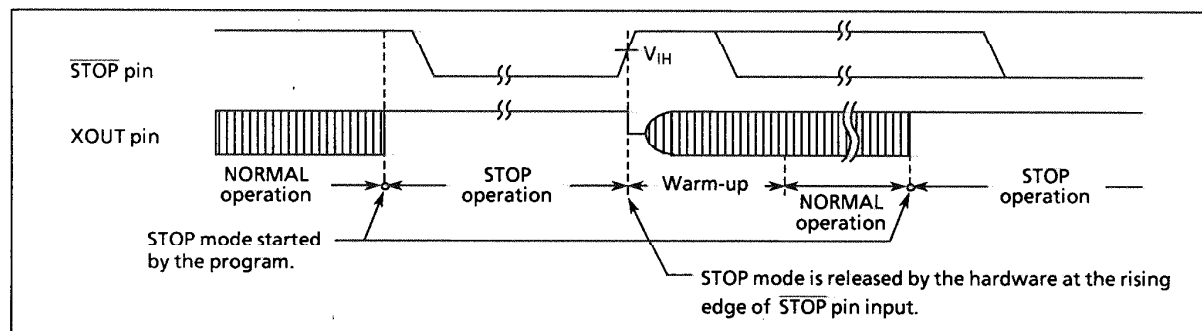 STOP pin
VIH
XOUT pin
NORMAL
operation
STOP
operation
Warm-up
NORMAL
operation
STOP
operation
STOP mode started
by the program.
STOP mode is released by the hardware at the rising
edge of STOP pin input.